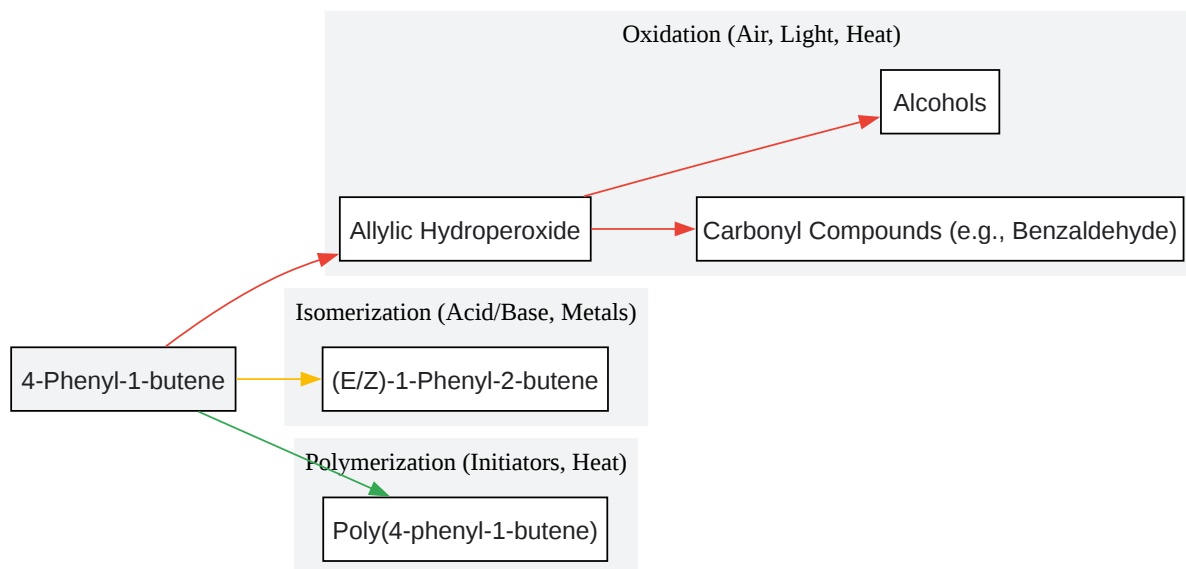 Oxidation (Air, Light, Heat)
Alcohols
Allylic Hydroperoxide
Carbonyl Compounds (e.g., Benzaldehyde)
Isomerization (Acid/Base, Metals)
4-Phenyl-1-butene
(E/Z)-1-Phenyl-2-butene
Polymerization (Initiators, Heat)
Poly(4-phenyl-1-butene)